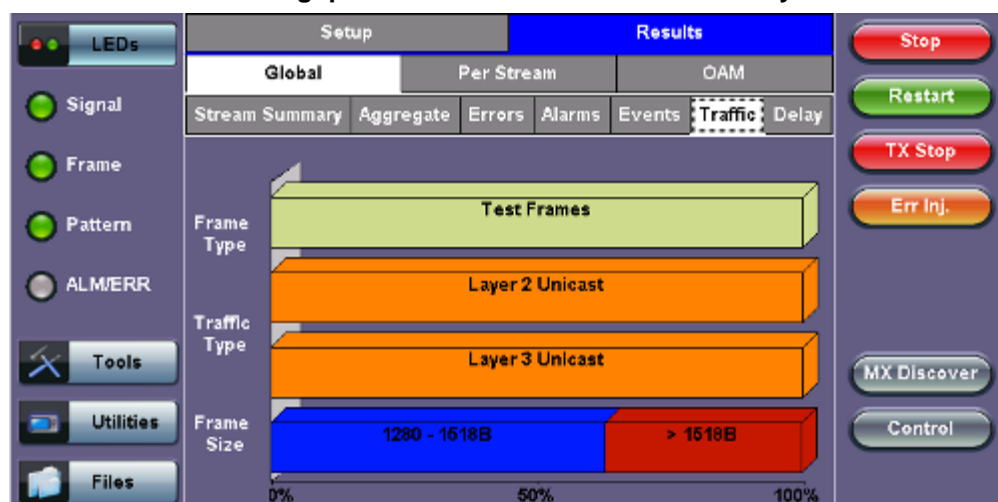 LEDs
Signal
Frame
Pattern
ALM/ERR
Tools
Utilities
Files
Setup Results
Global Per Stream OAM
Stream Summary Aggregate Errors Alarms Events Traffic Delay
Frame Type
Test Frames
Traffic Type
Layer 2 Unicast
Layer 3 Unicast
Frame Size
1280 - 1518B > 1518B
0% 50% 100%
Stop
Restart
TX Stop
Err Inj.
MX Discover
Control